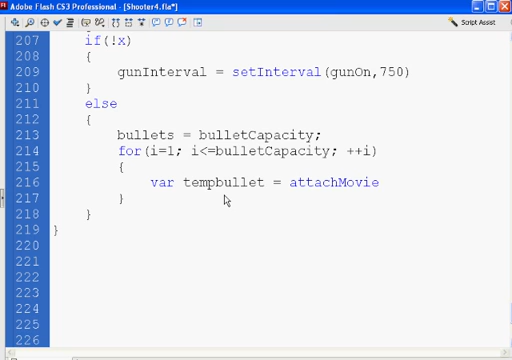 Adobe Flash CS3 Professional - [Shooter4.fla*]
Script Assist
207 if(!x)
208 {
209 gunInterval = setInterval(gunOn,750)
210 }
211 else
212 {
213 bullets = bulletCapacity;
214 for(i=1; i<=bulletCapacity; ++i)
215 {
216 var tempbullet = attachMovie
217 }
218 }
219 }
220
221
222
223
224
225
226